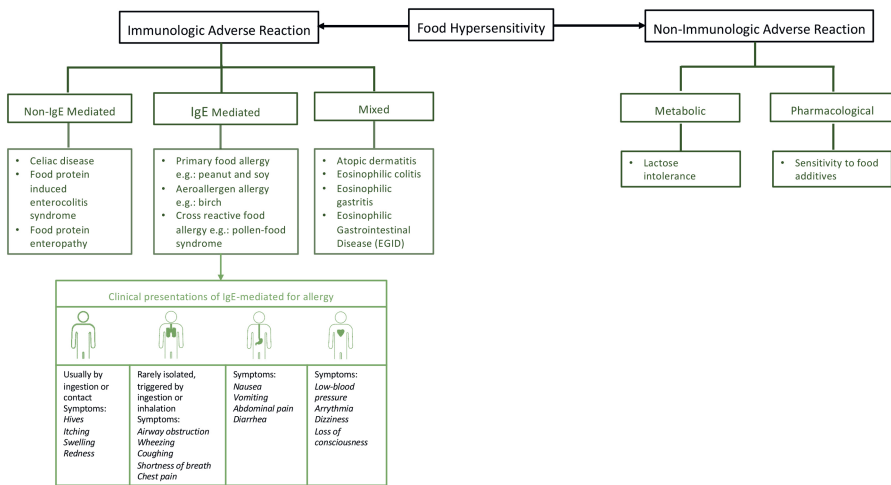 Immunologic Adverse Reaction
Food Hypersensitivity
Non-Immunologic Adverse Reaction
Non-IgE Mediated
IgE Mediated
Mixed
Metabolic
Pharmacological
• Celiac disease
• Food protein
induced
enterocolitis
syndrome
• Food protein
enteropathy
• Primary food allergy
e.g.: peanut and soy
• Aeroallergen allergy
e.g.: birch
• Cross reactive food
allergy e.g.: pollen-food
syndrome
• Atopic dermatitis
• Eosinophilic colitis
• Eosinophilic
gastritis
• Eosinophilic
Gastrointestinal
Disease (EGID)
• Lactose
intolerance
• Sensitivity to food
additives
Clinical presentations of IgE-mediated for allergy
Usually by
ingestion or
contact
Symptoms:
Hives
Itching
Swelling
Redness
Rarely isolated,
triggered by
ingestion or
inhalation
Symptoms:
Airway obstruction
Wheezing
Coughing
Shortness of breath
Chest pain
Symptoms:
Nausea
Vomiting
Abdominal pain
Diarrhea
Symptoms:
Low-blood
pressure
Arrytmia
Dizziness
Loss of
consciousness